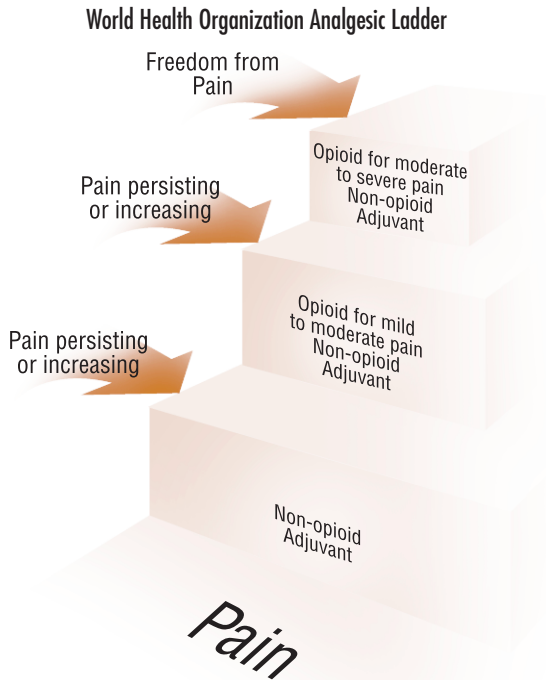 World Health Organization Analgesic Ladder
Freedom from
Pain
Opioid for moderate
to severe pain
Non-opioid
Adjuvant
Pain persisting
or increasing
Opioid for mild
to moderate pain
Non-opioid
Adjuvant
Pain persisting
or increasing
Non-opioid
Adjuvant
Pain